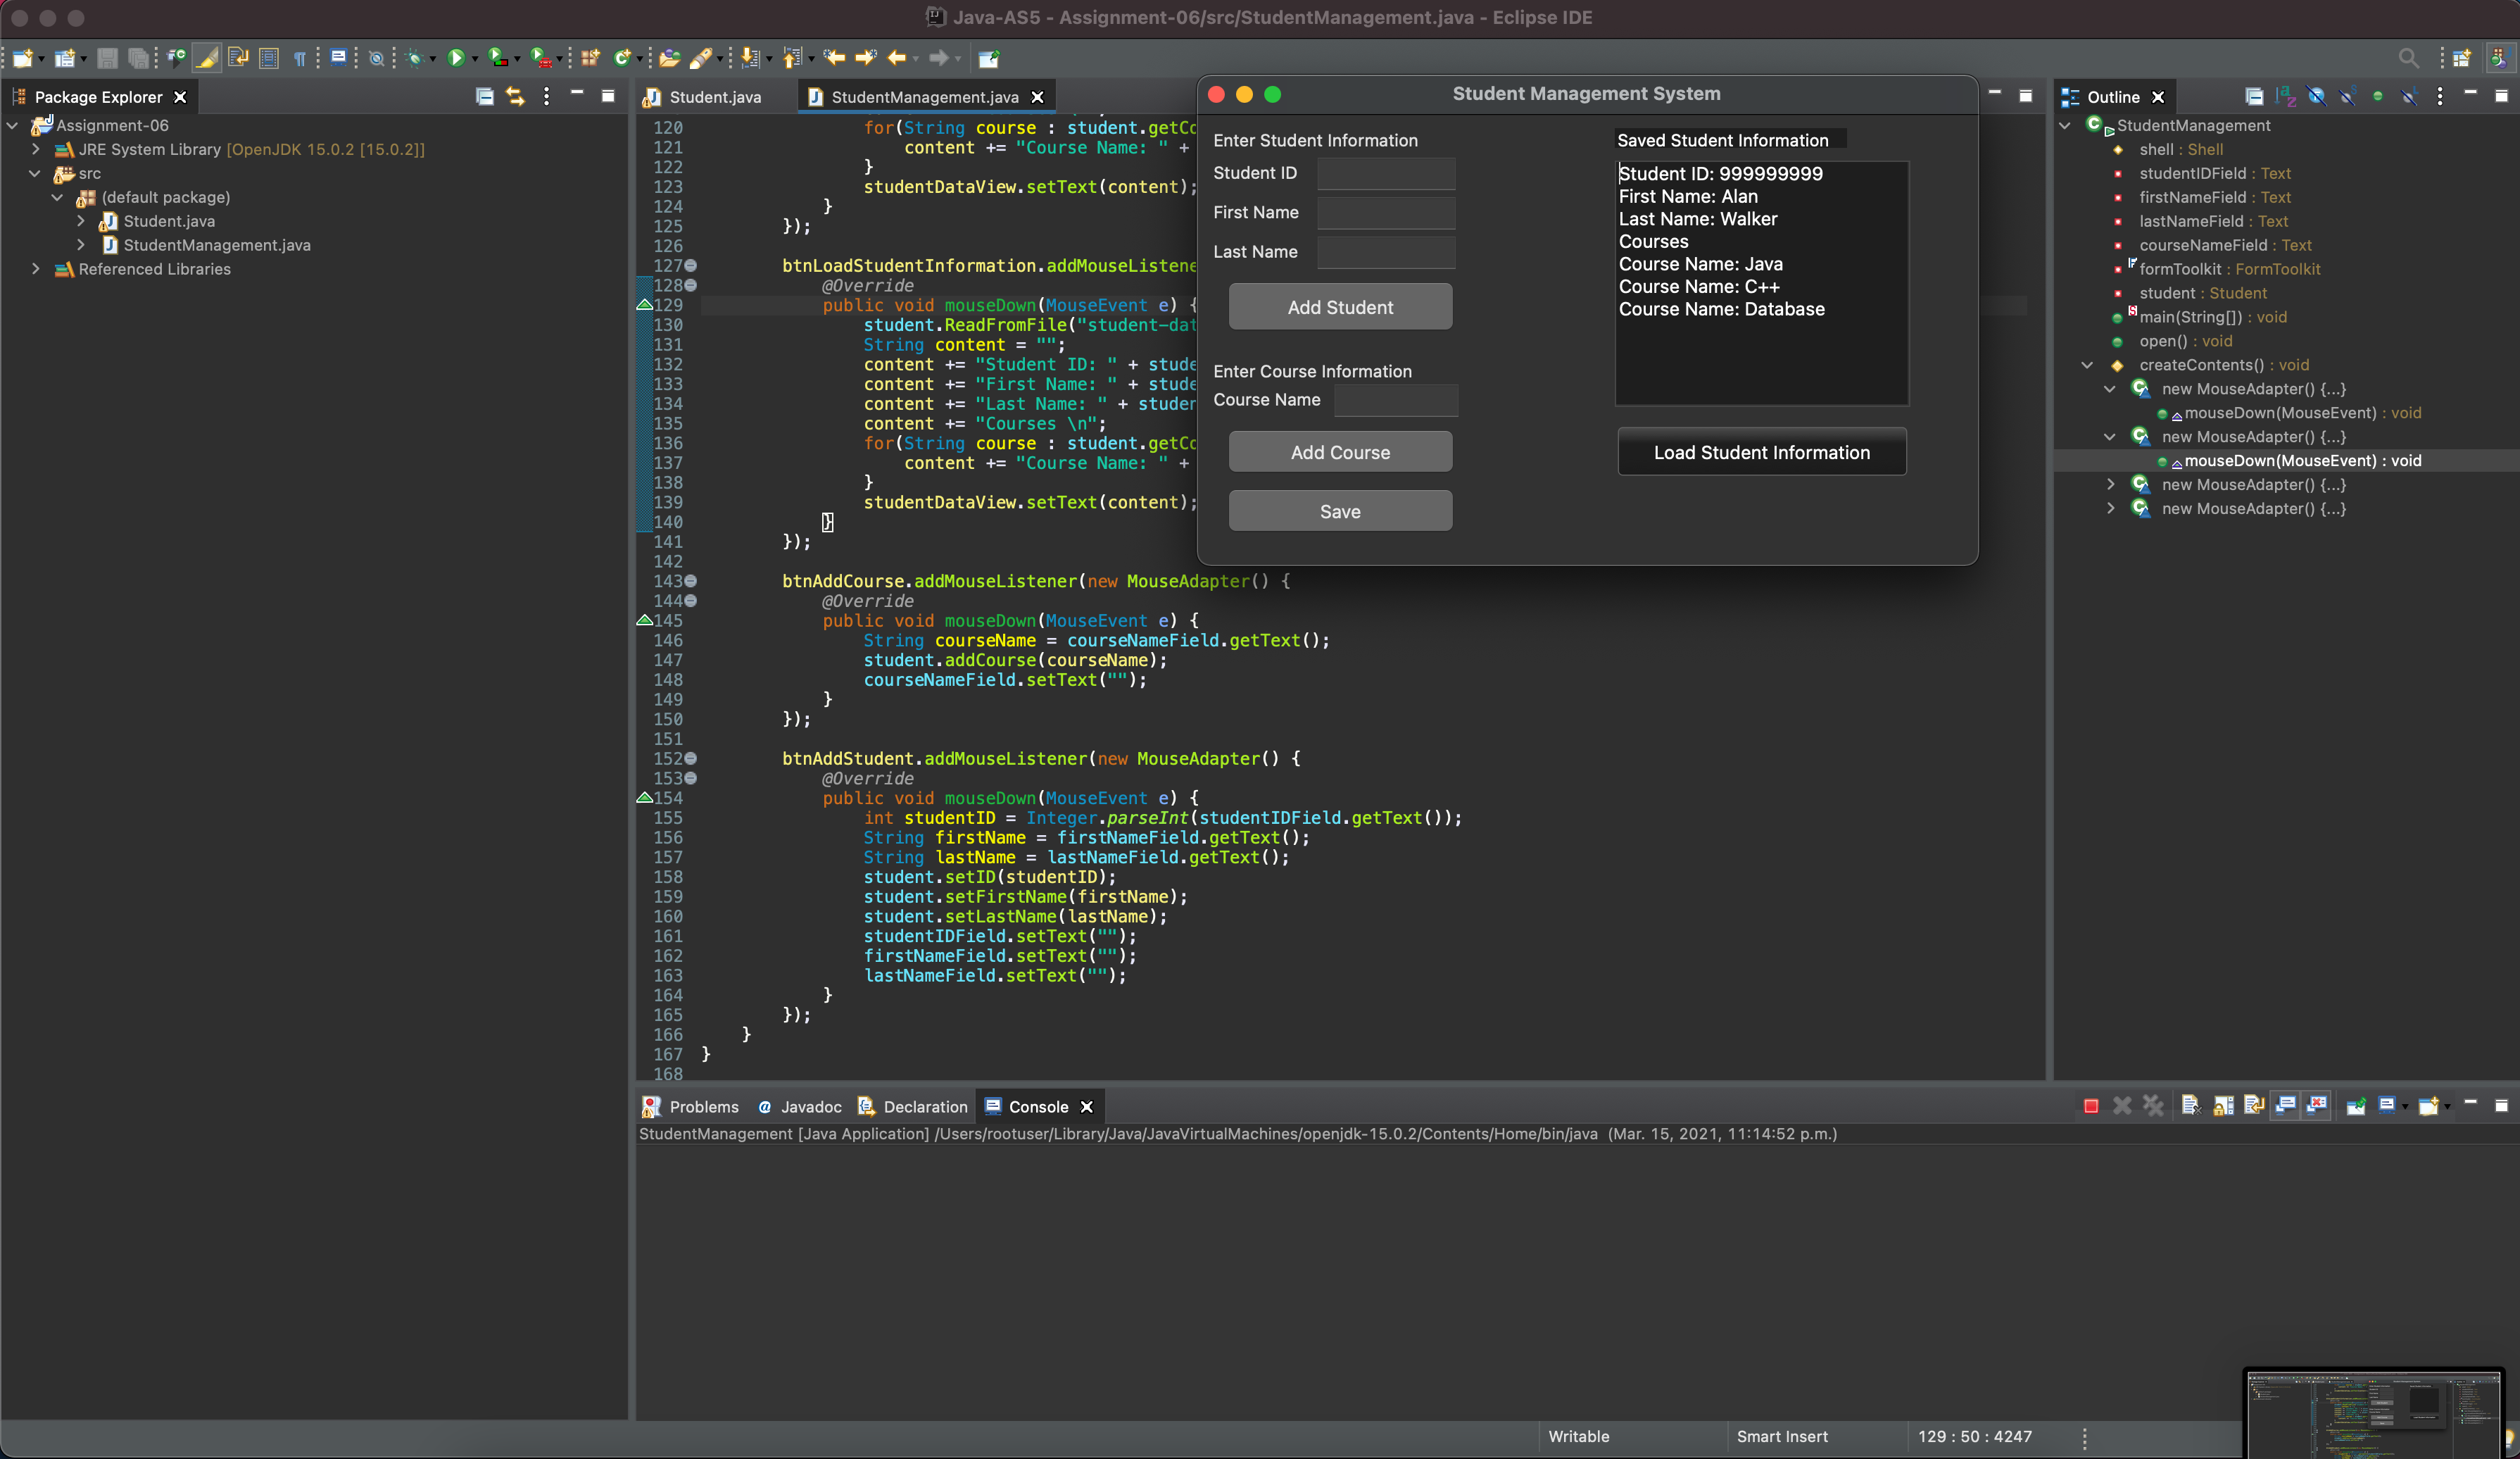 Java-AS5 - Assignment-06/src/StudentManagement.java - Eclipse IDE
Package Explorer
Assignment-06
JRE System Library [OpenJDK 15.0.2 [15.0.2]]
src
(default package)
Student.java
StudentManagement.java
Referenced Libraries
Student.java
StudentManagement.java
120 for(String course : student.getCo
121 content += "Course Name: " +
122 }
123 studentDataView.setText(content);
124 }
125 });
126
127 btnLoadStudentInformation.addMouseListene
128 @Override
129 public void mouseDown(MouseEvent e) {
130 student.ReadFromFile("student-dat
131 String content = "";
132 content += "Student ID: " + stude
133 content += "First Name: " + stude
134 content += "Last Name: " + studen
135 content += "Courses \n";
136 for(String course : student.getCo
137 content += "Course Name: " +
138 }
139 studentDataView.setText(content);
140 }
141 });
142
143 btnAddCourse.addMouseListener(new MouseAdapter() {
144 @Override
145 public void mouseDown(MouseEvent e) {
146 String courseName = courseNameField.getText();
147 student.addCourse(courseName);
148 courseNameField.setText("");
149 }
150 });
151
152 btnAddStudent.addMouseListener(new MouseAdapter() {
153 @Override
154 public void mouseDown(MouseEvent e) {
155 int studentID = Integer.parseInt(studentIDField.getText());
156 String firstName = firstNameField.getText();
157 String lastName = lastNameField.getText();
158 student.setID(studentID);
159 student.setFirstName(firstName);
160 student.setLastName(lastName);
161 studentIDField.setText("");
162 firstNameField.setText("");
163 lastNameField.setText("");
164 }
165 });
166 }
167 }
168
Student Management System
Enter Student Information
Student ID
First Name
Last Name
Add Student
Enter Course Information
Course Name
Add Course
Save
Saved Student Information
Student ID: 999999999
First Name: Alan
Last Name: Walker
Courses
Course Name: Java
Course Name: C++
Course Name: Database
Load Student Information
Outline
StudentManagement
shell : Shell
studentIDField : Text
firstNameField : Text
lastNameField : Text
courseNameField : Text
formToolkit : FormToolkit
student : Student
main(String[]) : void
open() : void
createContents() : void
new MouseAdapter() {...}
mouseDown(MouseEvent) : void
new MouseAdapter() {...}
mouseDown(MouseEvent) : void
new MouseAdapter() {...}
new MouseAdapter() {...}
Problems
Javadoc
Declaration
Console
StudentManagement [Java Application] /Users/rootuser/Library/Java/JavaVirtualMachines/openjdk-15.0.2/Contents/Home/bin/java (Mar. 15, 2021, 11:14:52 p.m.)
Writable
Smart Insert
129 : 50 : 4247